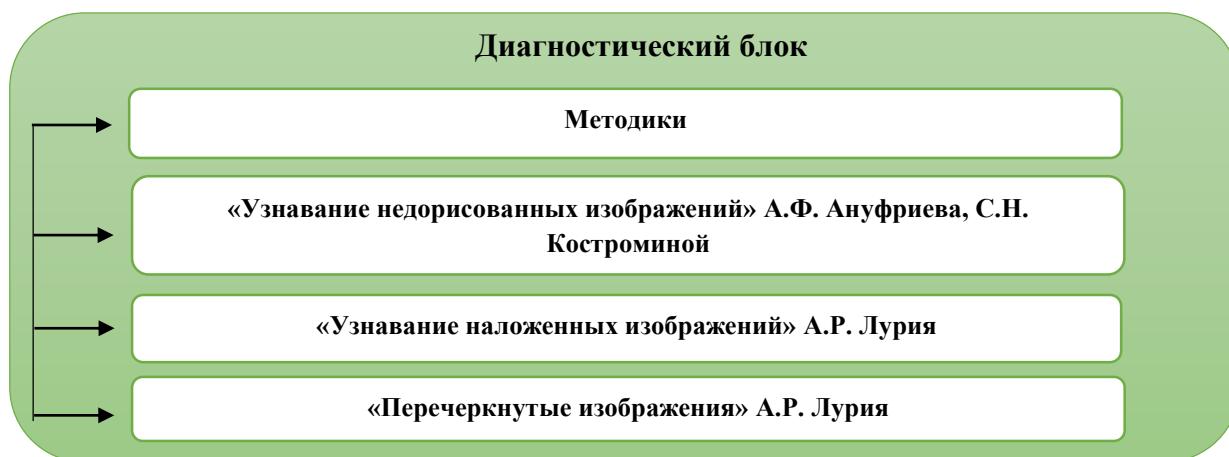 Диагностический блок
Методики
«Узнавание недорисованных изображений» А.Ф. Ануфриева, С.Н.
Костроминой
«Узнавание наложенных изображений» А.Р. Лурия
«Перечеркнутые изображения» А.Р. Лурия